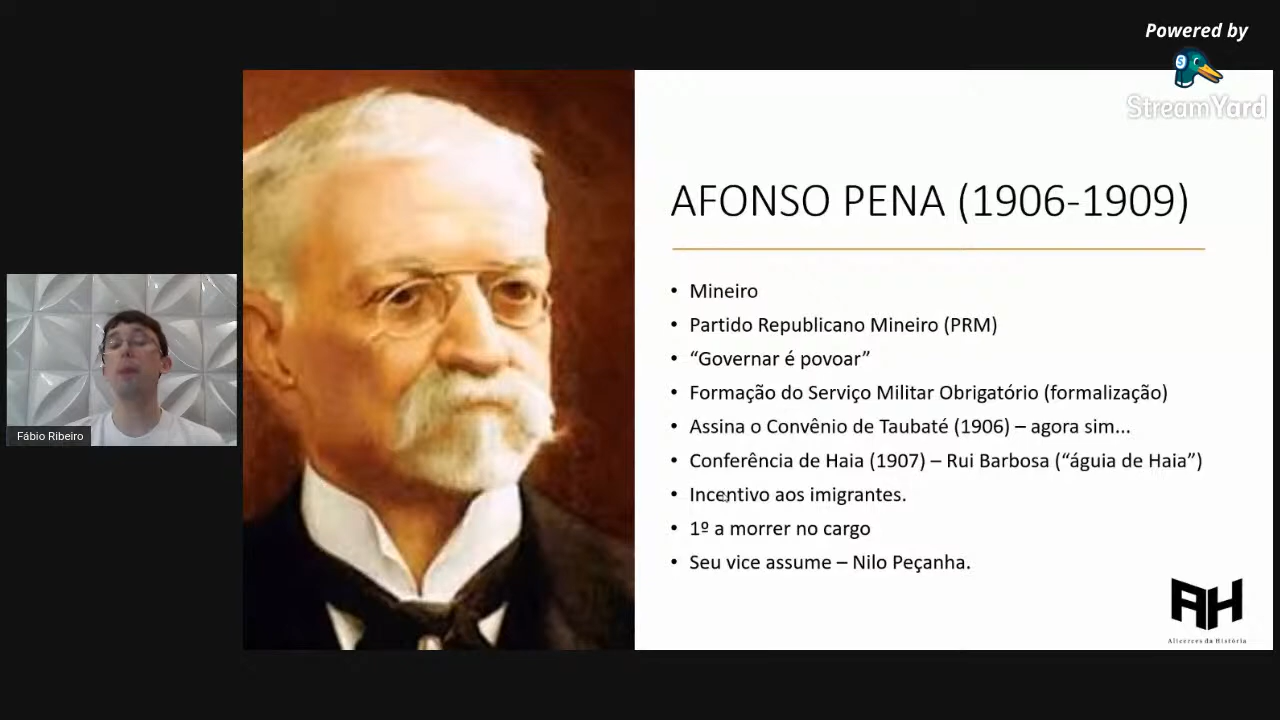 Powered by
StreamYard
AFONSO PENA (1906-1909)
• Mineiro
• Partido Republicano Mineiro (PRM)
• “Governar é povoar”
• Formação do Serviço Militar Obrigatório (formalização)
• Assina o Convênio de Taubaté (1906) – agora sim...
• Conferência de Haia (1907) – Rui Barbosa (“águia de Haia”)
• Incentivo aos imigrantes.
• 1º a morrer no cargo
• Seu vice assume – Nilo Peçanha.
Fábio Ribeiro
AH
Alicerces da História